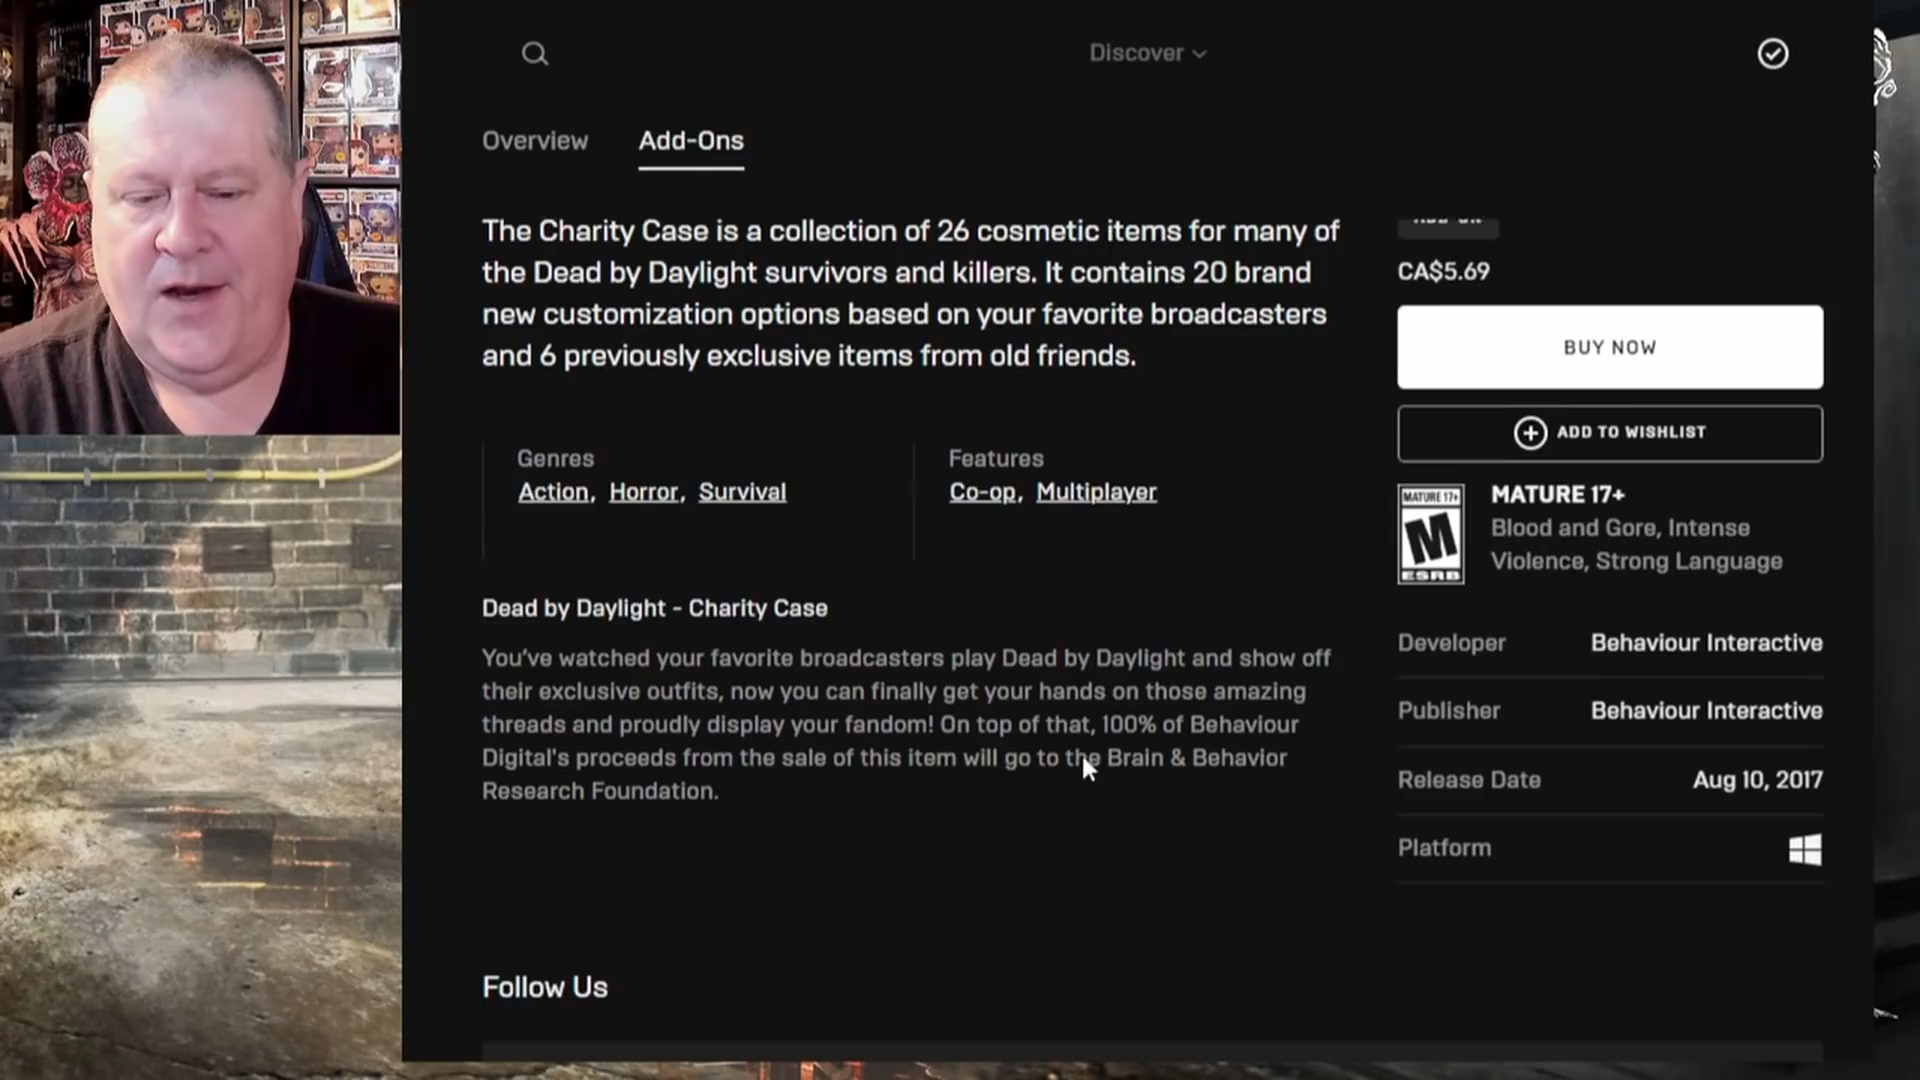 Discover
Overview
Add-Ons
The Charity Case is a collection of 26 cosmetic items for many of
the Dead by Daylight survivors and killers. It contains 20 brand
new customization options based on your favorite broadcasters
and 6 previously exclusive items from old friends.
Genres
Action, Horror, Survival
Features
Co-op, Multiplayer
Dead by Daylight - Charity Case
You've watched your favorite broadcasters play Dead by Daylight and show off
their exclusive outfits, now you can finally get your hands on those amazing
threads and proudly display your fandom! On top of that, 100% of Behaviour
Digital's proceeds from the sale of this item will go to the Brain & Behavior
Research Foundation.
Follow Us
ADD-ON
CA$5.69
BUY NOW
ADD TO WISHLIST
MATURE 17+
M
ESRB
MATURE 17+
Blood and Gore, Intense
Violence, Strong Language
Developer Behaviour Interactive
Publisher Behaviour Interactive
Release Date Aug 10, 2017
Platform